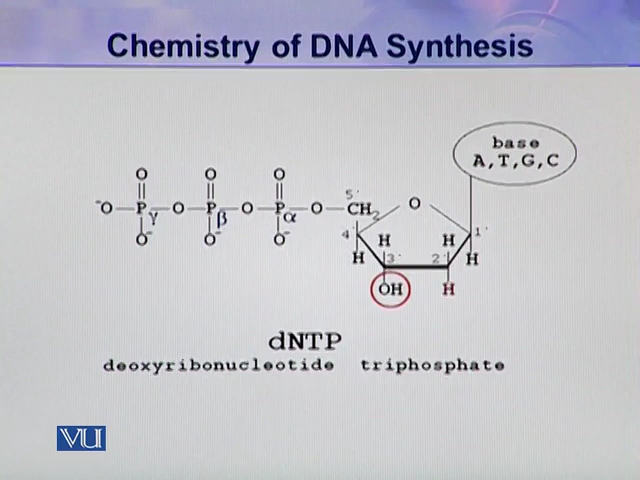 Chemistry of DNA Synthesis
base
A,T,G,C
O O O
⁻O—P—O—P—O—P—O—CH₂ 5' O
γ β α
O⁻ O⁻ O⁻
4' H H 1'
H 3' 2' H
OH H
dNTP
deoxyribonucleotide triphosphate
VU